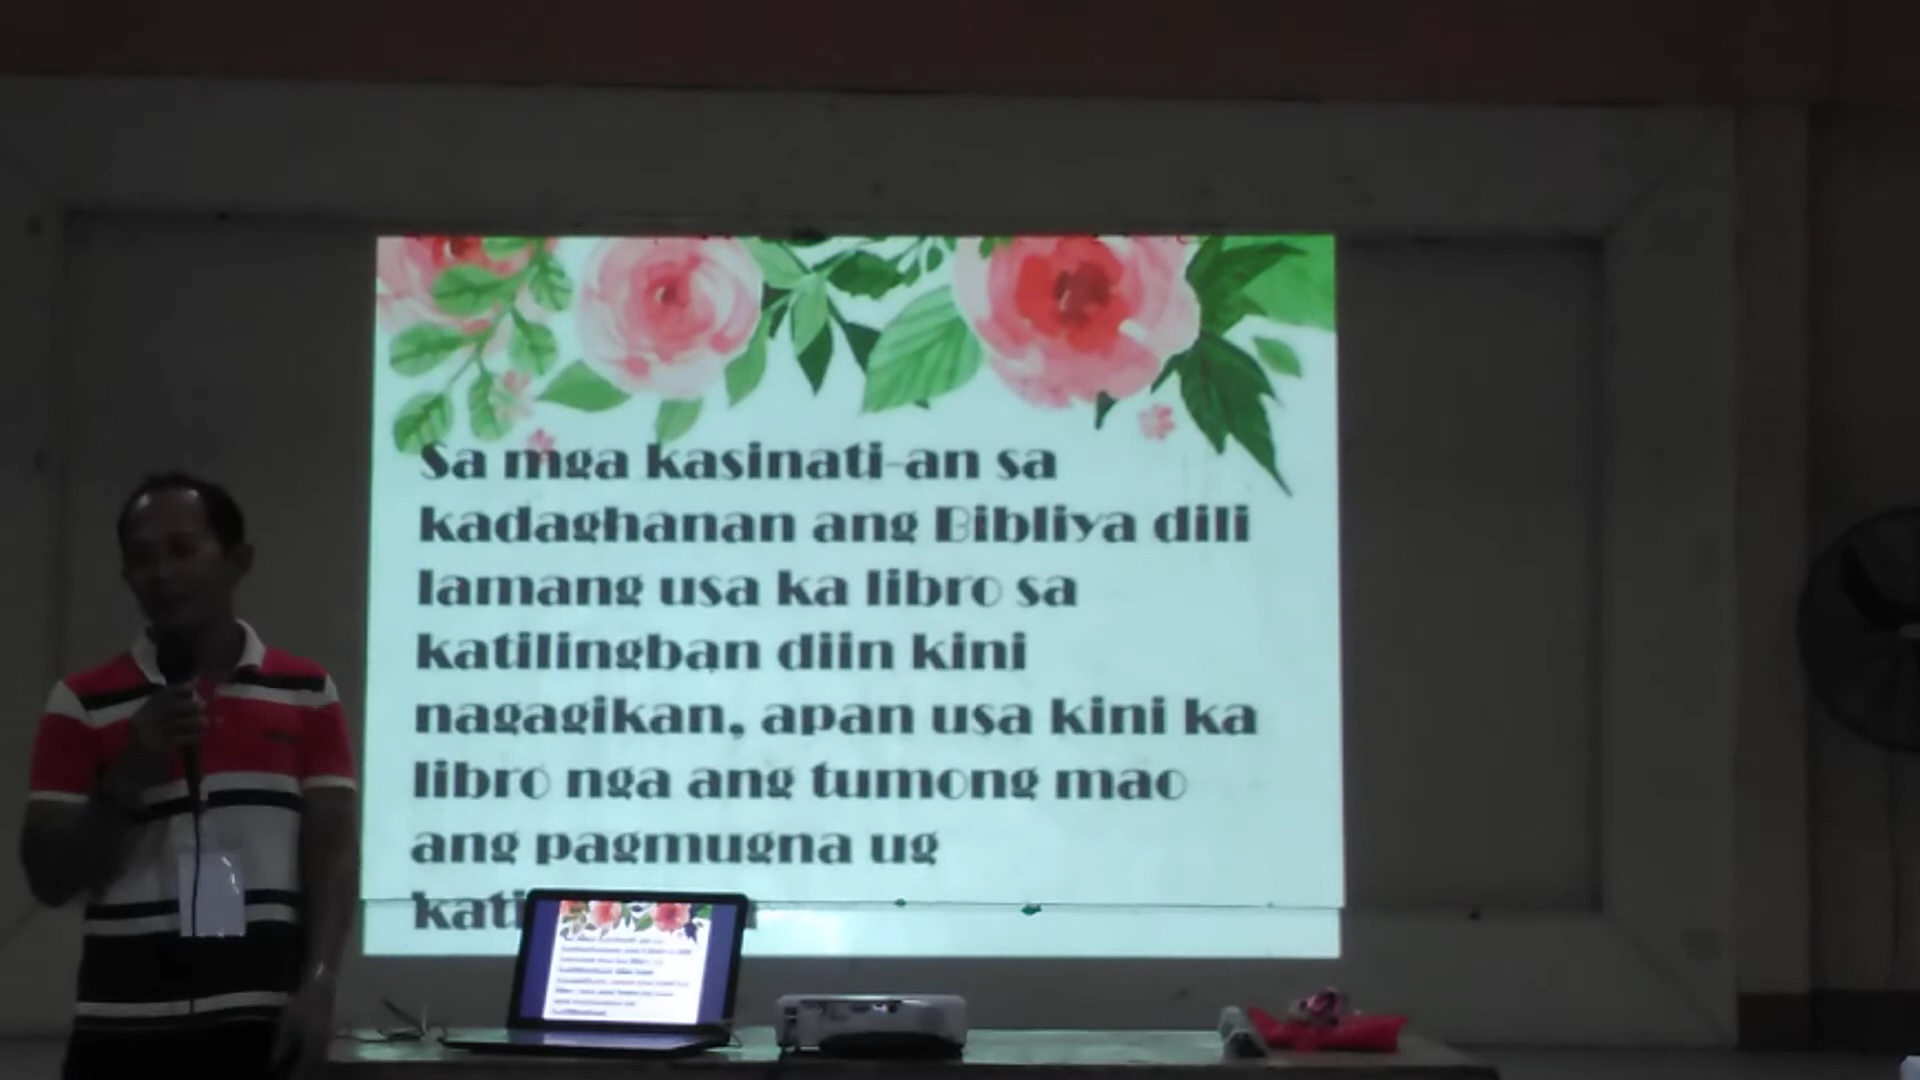 Sa mga kasinati-an sa
kadaghanan ang Bibliya dili
lamang usa ka libro sa
katilingban diin kini
nagagikan, apan usa kini ka
libro nga ang tumong mao
ang pagmugna ug